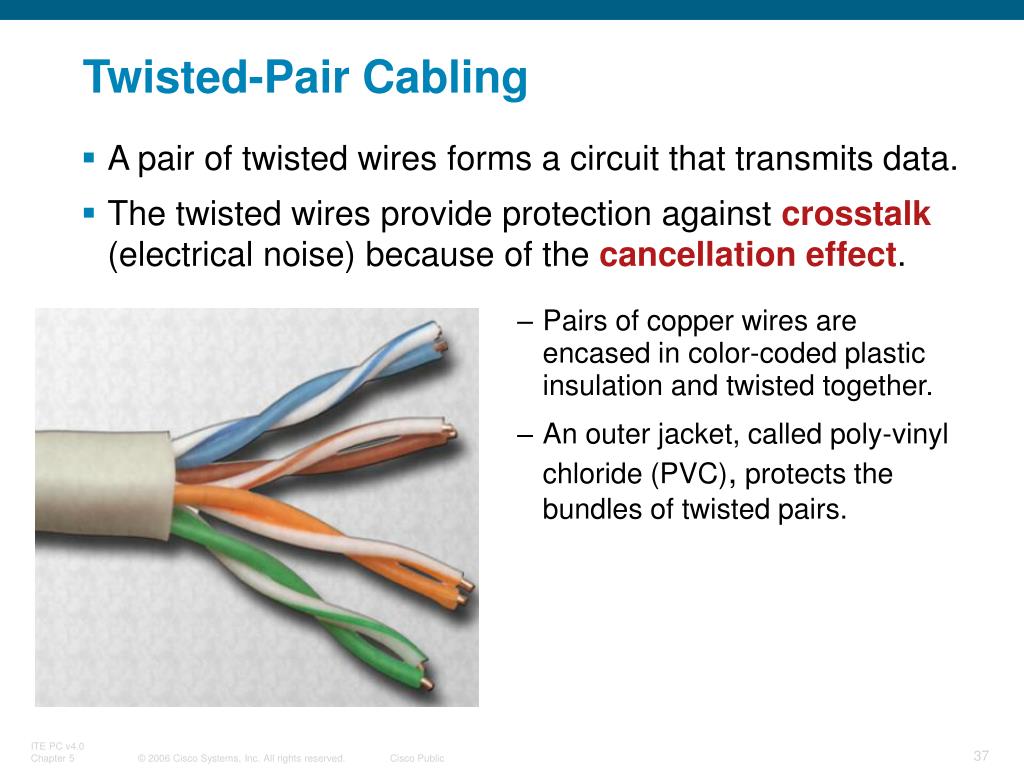 Twisted-Pair Cabling
▪ A pair of twisted wires forms a circuit that transmits data.
▪ The twisted wires provide protection against crosstalk
(electrical noise) because of the cancellation effect.
– Pairs of copper wires are
encased in color-coded plastic
insulation and twisted together.
– An outer jacket, called poly-vinyl
chloride (PVC), protects the
bundles of twisted pairs.
ITE PC v4.0
Chapter 5
© 2006 Cisco Systems, Inc. All rights reserved.
Cisco Public
37